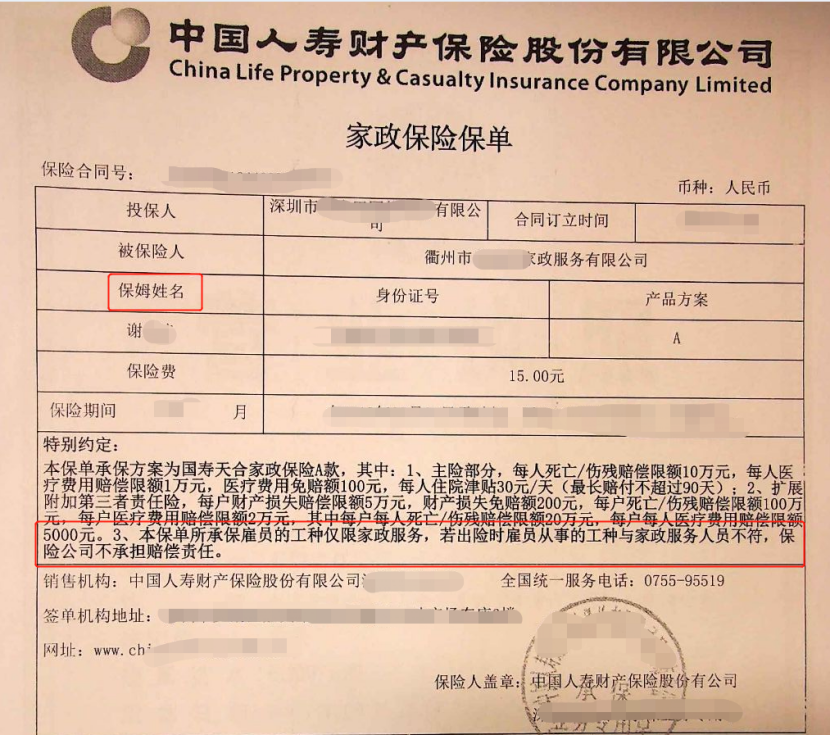 中国人寿财产保险股份有限公司
China Life Property & Casualty Insurance Company Limited
家政保险保单
保险合同号：
币种：人民币
投保人 深圳市 有限公司 合同订立时间
被保险人 衢州市 家政服务有限公司
保姆姓名 身份证号 产品方案
谢 A
保险费 15.00元
保险期间 月
特别约定：
本保单承保方案为国寿天合家政保险A款，其中：1、主险部分，每人死亡/伤残赔偿限额10万元，每人医
疗费用赔偿限额1万元，医疗费用免赔额100元，每人住院津贴30元/天（最长赔付不超过90天）；2、扩展
附加第三者责任险，每户财产损失赔偿限额5万元，财产损失免赔额200元，每户死亡/伤残赔偿限额100万
元，每户医疗费用赔偿限额2万元，其中每户每人死亡/伤残赔偿限额20万元，每户每人医疗费用赔偿限额
5000元。3、本保单所承保雇员的工种仅限家政服务，若出险时雇员从事的工种与家政服务人员不符，保
险公司不承担赔偿责任。
销售机构：中国人寿财产保险股份有限公司 全国统一服务电话：0755-95519
签单机构地址：
网址：www.chi
保险人盖章：中国人寿财产保险股份有限公司
承保
业务专用章